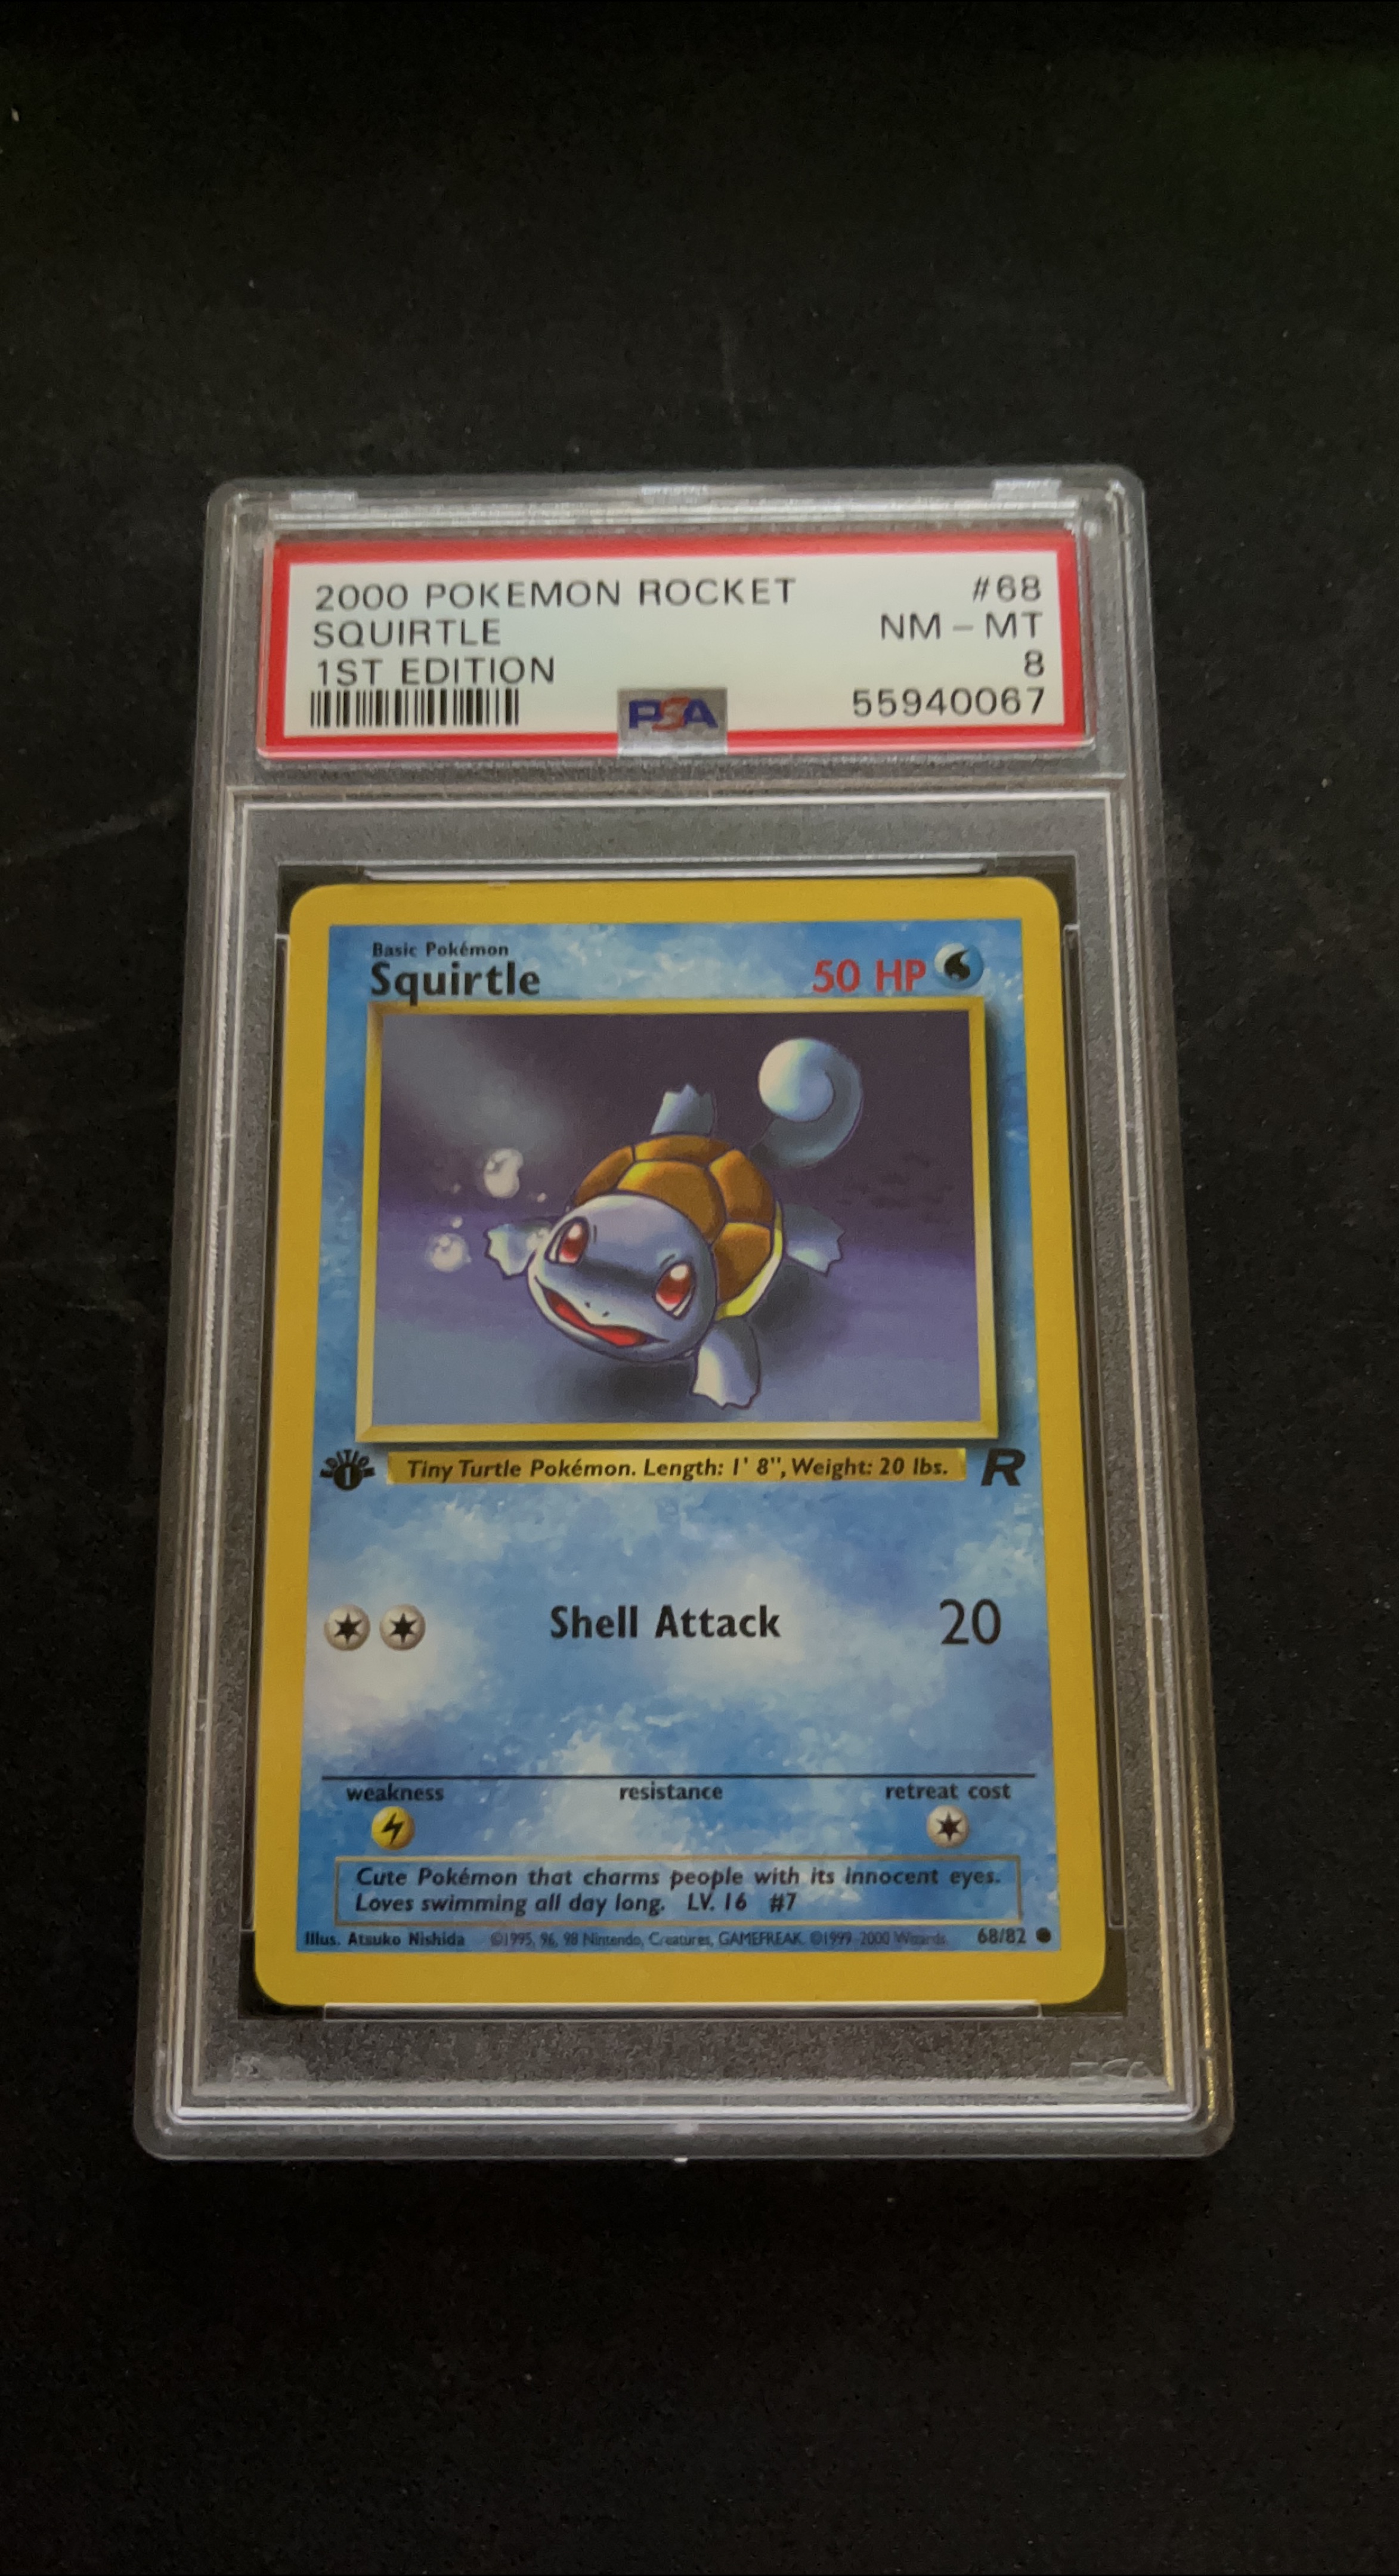 2000 POKEMON ROCKET #68
SQUIRTLE NM - MT
1ST EDITION 8
PSA 55940067
Basic Pokémon
Squirtle 50 HP
EDITION 1
Tiny Turtle Pokémon. Length: 1' 8", Weight: 20 lbs. R
Shell Attack 20
weakness resistance retreat cost
Cute Pokémon that charms people with its innocent eyes.
Loves swimming all day long. LV. 16 #7
Illus. Atsuko Nishida ©1995, 96, 98 Nintendo, Creatures, GAMEFREAK. ©1999-2000 Wizards. 68/82
PSA